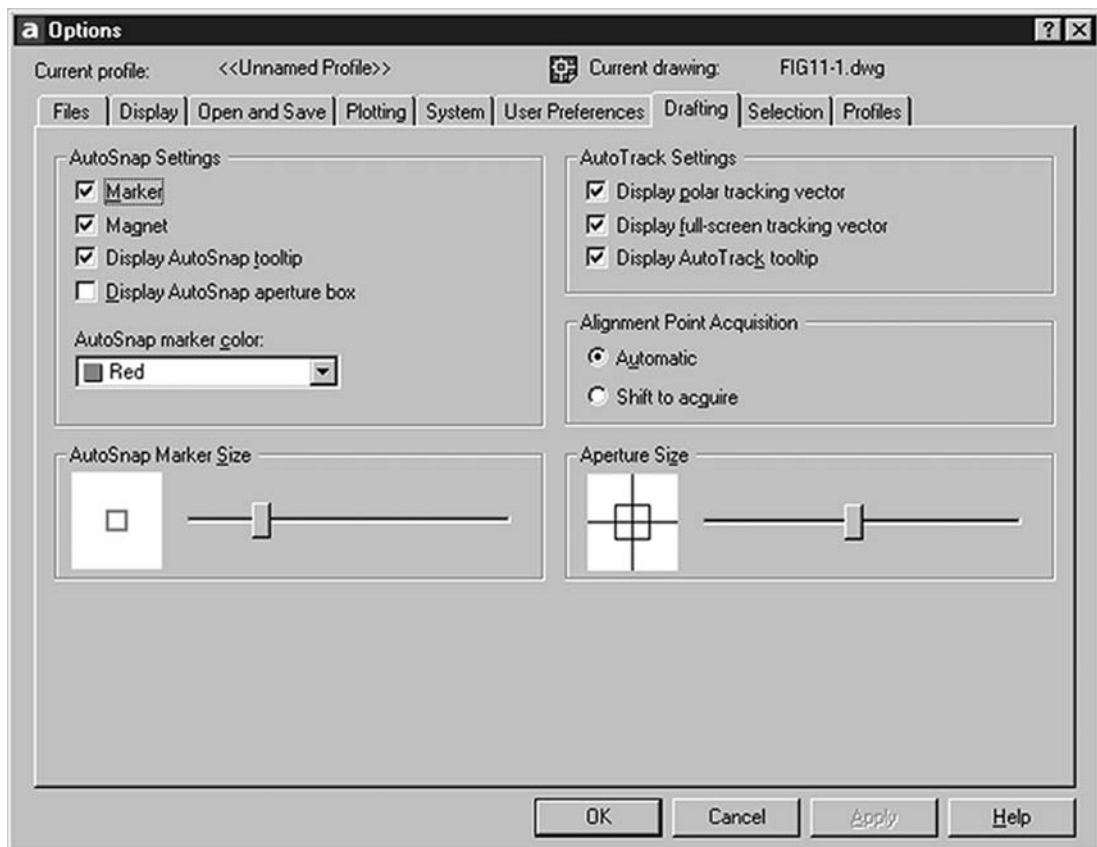 a Options
Current profile: <<Unnamed Profile>> Current drawing: FIG11-1.dwg
Files Display Open and Save Plotting System User Preferences Drafting Selection Profiles
AutoSnap Settings
Marker
Magnet
Display AutoSnap tooltip
Display AutoSnap aperture box
AutoSnap marker color:
Red
AutoTrack Settings
Display polar tracking vector
Display full-screen tracking vector
Display AutoTrack tooltip
Alignment Point Acquisition
Automatic
Shift to acquire
AutoSnap Marker Size
Aperture Size
OK Cancel Apply Help